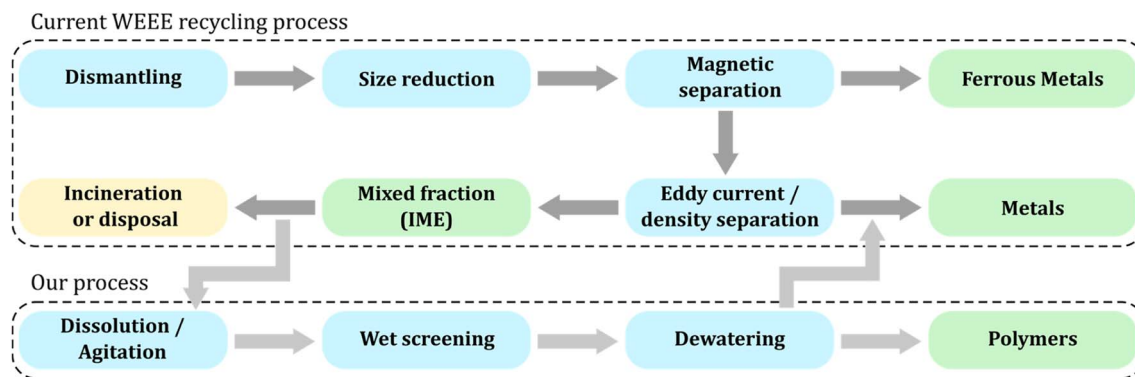 Current WEEE recycling process
Dismantling
Size reduction
Magnetic
separation
Ferrous Metals
Incineration
or disposal
Mixed fraction
(IME)
Eddy current /
density separation
Metals
Our process
Dissolution /
Agitation
Wet screening
Dewatering
Polymers